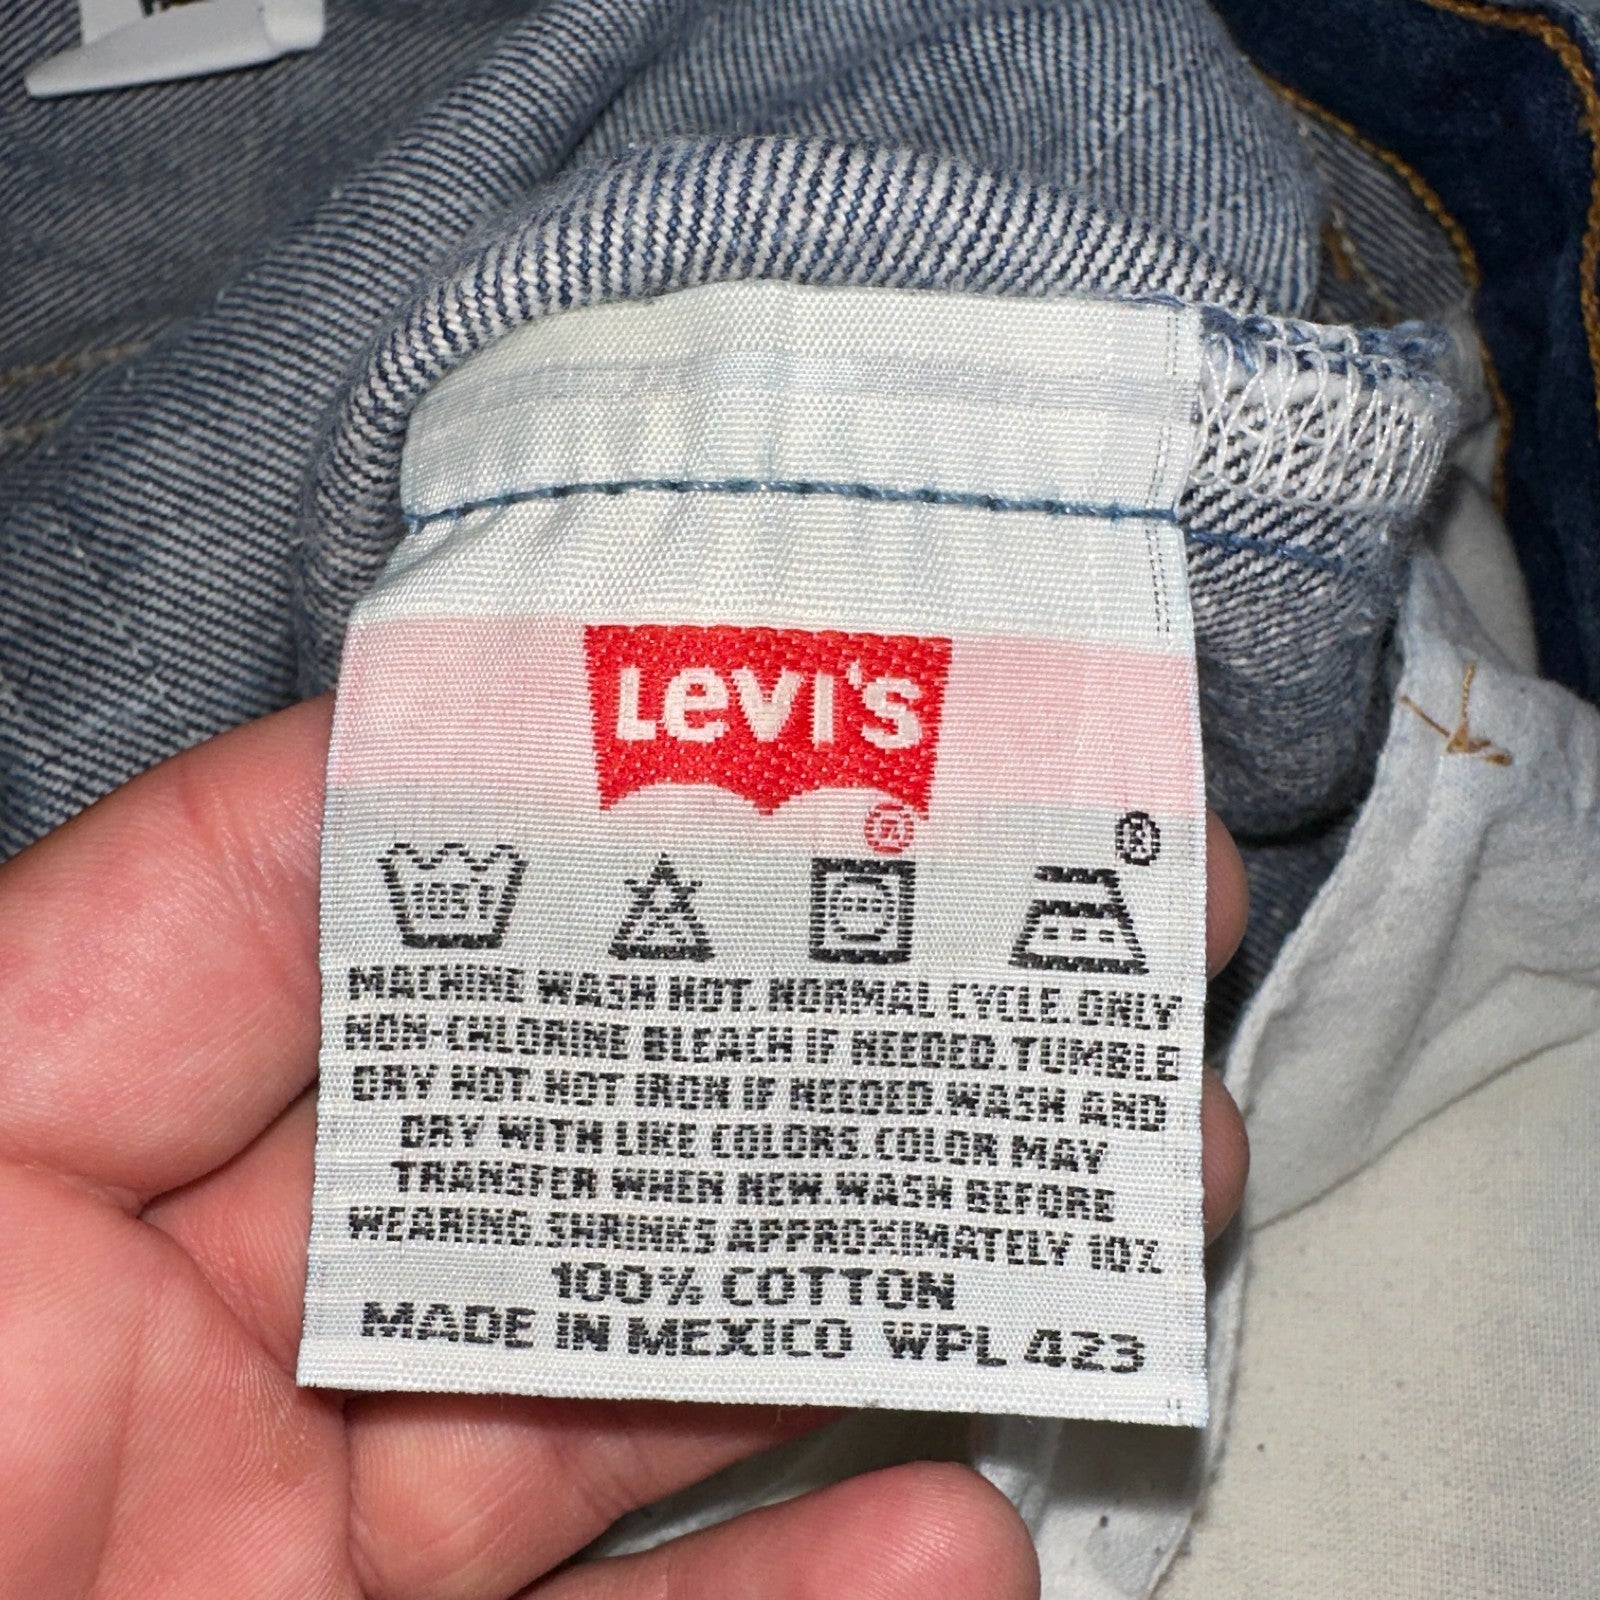 Levi's
®
®
105F
MACHINE WASH HOT. NORMAL CYCLE. ONLY
NON-CHLORINE BLEACH IF NEEDED. TUMBLE
DRY HOT. HOT IRON IF NEEDED. WASH AND
DRY WITH LIKE COLORS. COLOR MAY
TRANSFER WHEN NEW. WASH BEFORE
WEARING. SHRINKS APPROXIMATELY 10%
100% COTTON
MADE IN MEXICO WPL 423